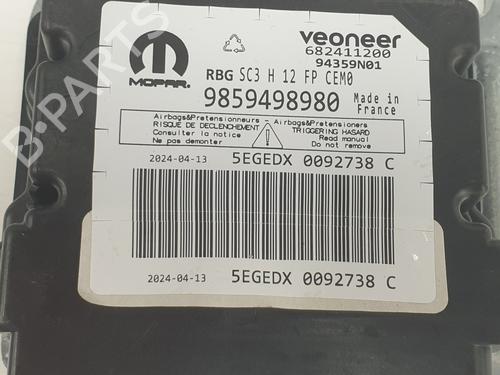 veoneer
682411200
94359N01
MOPAR.
RBG SC3 H 12 FP CEM0
9859498980 Made in France
Airbags&Pretensionneurs
RISQUE DE DECLENCHEMENT
Consulter la notice
Ne pas demonter
Airbags&Pretensioners
TRIGGERING HASARD
Read manual
Do not remove
2024-04-13 5EGEDX 0092738 C
2024-04-13 5EGEDX 0092738 C
B-PARTS